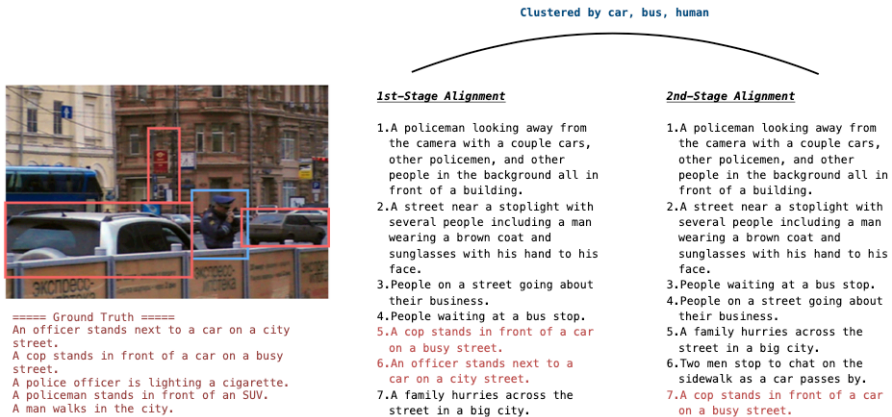 Clustered by car, bus, human
ЭКСПРЕСС-
ИПОТЕКА
экспресс-
ипотека
===== Ground Truth =====
An officer stands next to a car on a city
street.
A cop stands in front of a car on a busy
street.
A police officer is lighting a cigarette.
A policeman stands in front of an SUV.
A man walks in the city.
1st-Stage Alignment
1.A policeman looking away from
the camera with a couple cars,
other policemen, and other
people in the background all in
front of a building.
2.A street near a stoplight with
several people including a man
wearing a brown coat and
sunglasses with his hand to his
face.
3.People on a street going about
their business.
4.People waiting at a bus stop.
5.A cop stands in front of a car
on a busy street.
6.An officer stands next to a
car on a city street.
7.A family hurries across the
street in a big city.
2nd-Stage Alignment
1.A policeman looking away from
the camera with a couple cars,
other policemen, and other
people in the background all in
front of a building.
2.A street near a stoplight with
several people including a man
wearing a brown coat and
sunglasses with his hand to his
face.
3.People waiting at a bus stop.
4.People on a street going about
their business.
5.A family hurries across the
street in a big city.
6.Two men stop to chat on the
sidewalk as a car passes by.
7.A cop stands in front of a car
on a busy street.